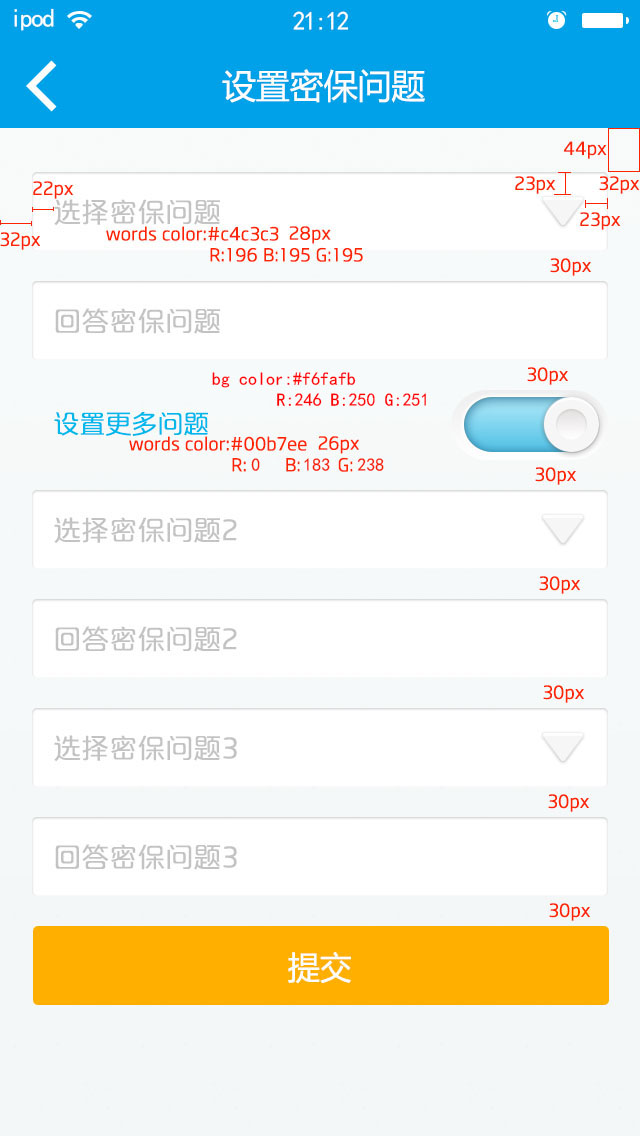 ipod 21:12
设置密保问题
44px
22px 23px 32px
选择密保问题
23px
32px words color:#c4c3c3 28px
R:196 B:195 G:195
30px
回答密保问题
bg color:#f6fafb 30px
R:246 B:250 G:251
设置更多问题
words color:#00b7ee 26px
R:0 B:183 G:238
30px
选择密保问题2
30px
回答密保问题2
30px
选择密保问题3
30px
回答密保问题3
30px
提交